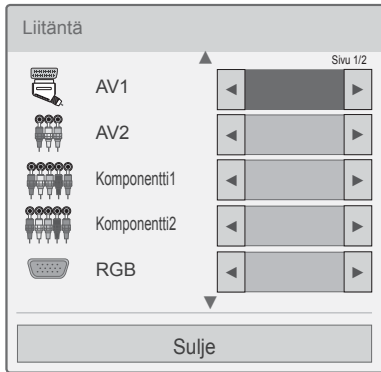 Liitäntä
Sivu 1/2
AV1
AV2
Komponentti1
Komponentti2
RGB
Sulje